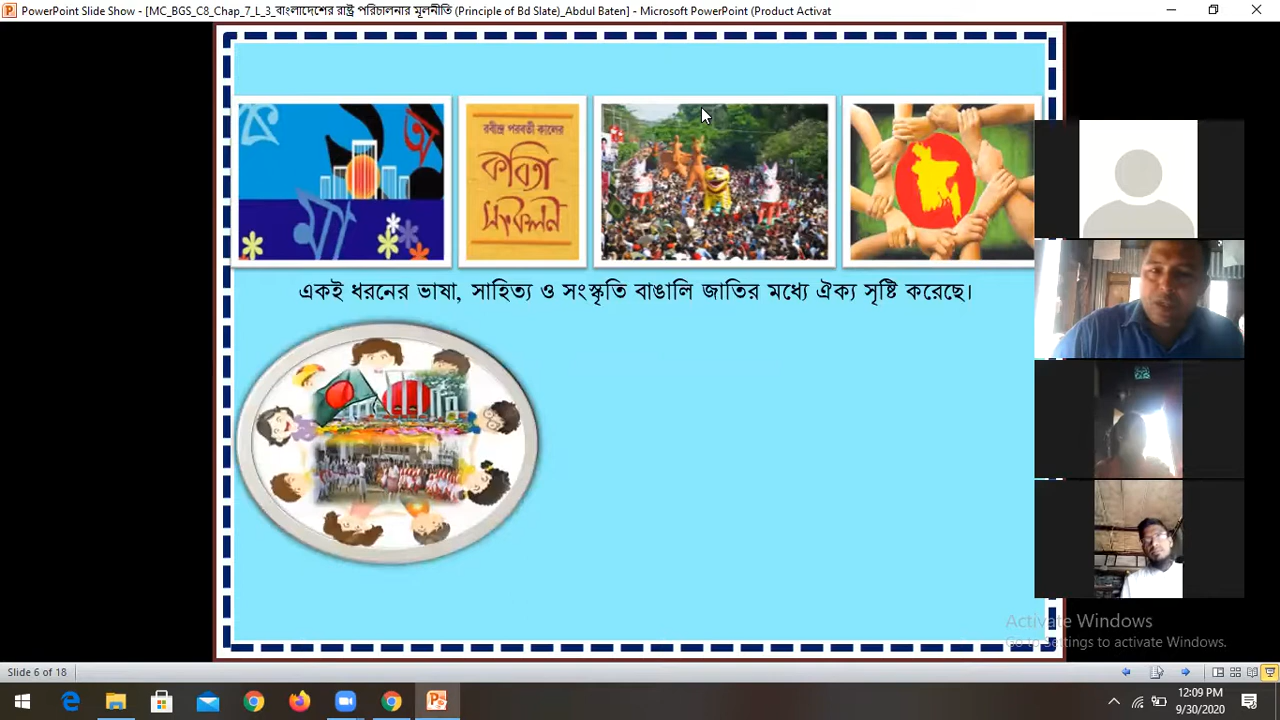 PowerPoint Slide Show - [MC_BGS_C8_Chap_7_L_3_বাংলাদেশের রাষ্ট্র পরিচালনার মূলনীতি (Principle of Bd Slate)_Abdul Baten] - Microsoft PowerPoint (Product Activat
ক
অ
মা
রবীন্দ্র পরবর্তী কালের
কবিতা
সংকলন
একই ধরনের ভাষা, সাহিত্য ও সংস্কৃতি বাঙালি জাতির মধ্যে ঐক্য সৃষ্টি করেছে।
Activate Windows
Go to Settings to activate Windows.
Slide 6 of 18
12:09 PM
9/30/2020